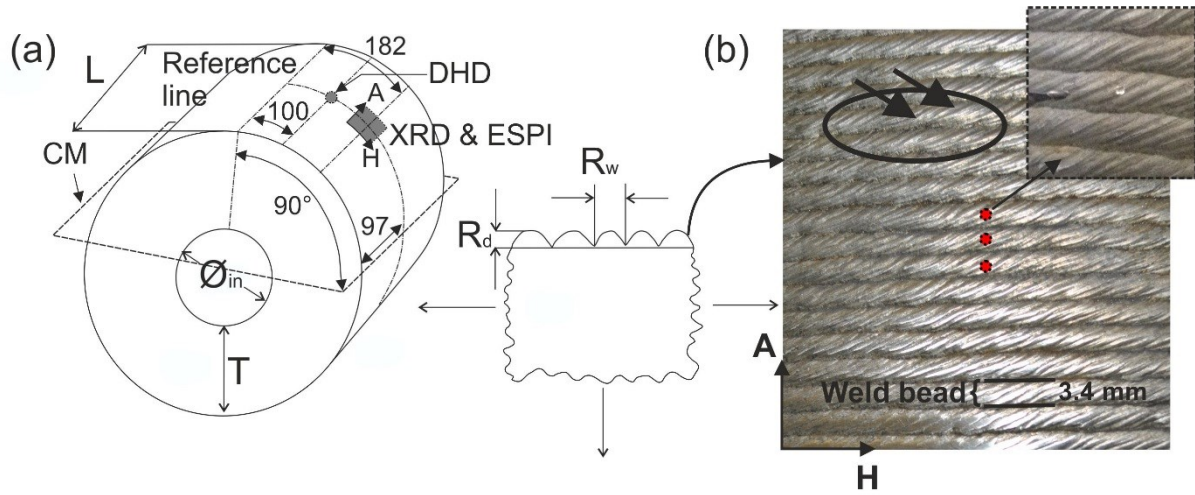 (a)
L
Reference
line
182
DHD
100
A
XRD & ESPI
H
CM
90°
97
Øin
T
Rw
Rd
(b)
A
Weld bead{
3.4 mm
H